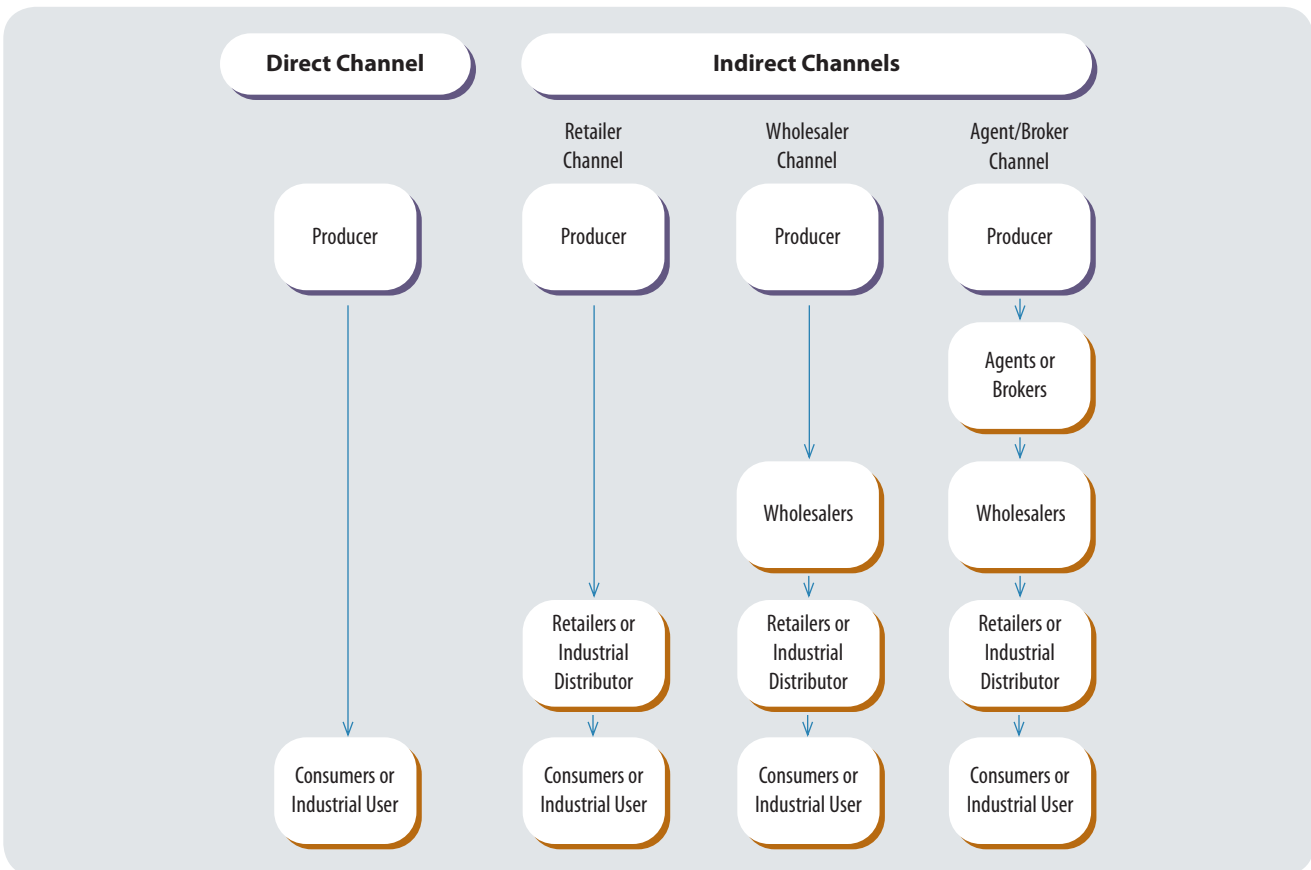 Direct Channel
Indirect Channels
Retailer
Channel
Wholesaler
Channel
Agent/Broker
Channel
Producer
Producer
Producer
Producer
Agents or
Brokers
Wholesalers
Wholesalers
Retailers or
Industrial
Distributor
Retailers or
Industrial
Distributor
Retailers or
Industrial
Distributor
Consumers or
Industrial User
Consumers or
Industrial User
Consumers or
Industrial User
Consumers or
Industrial User